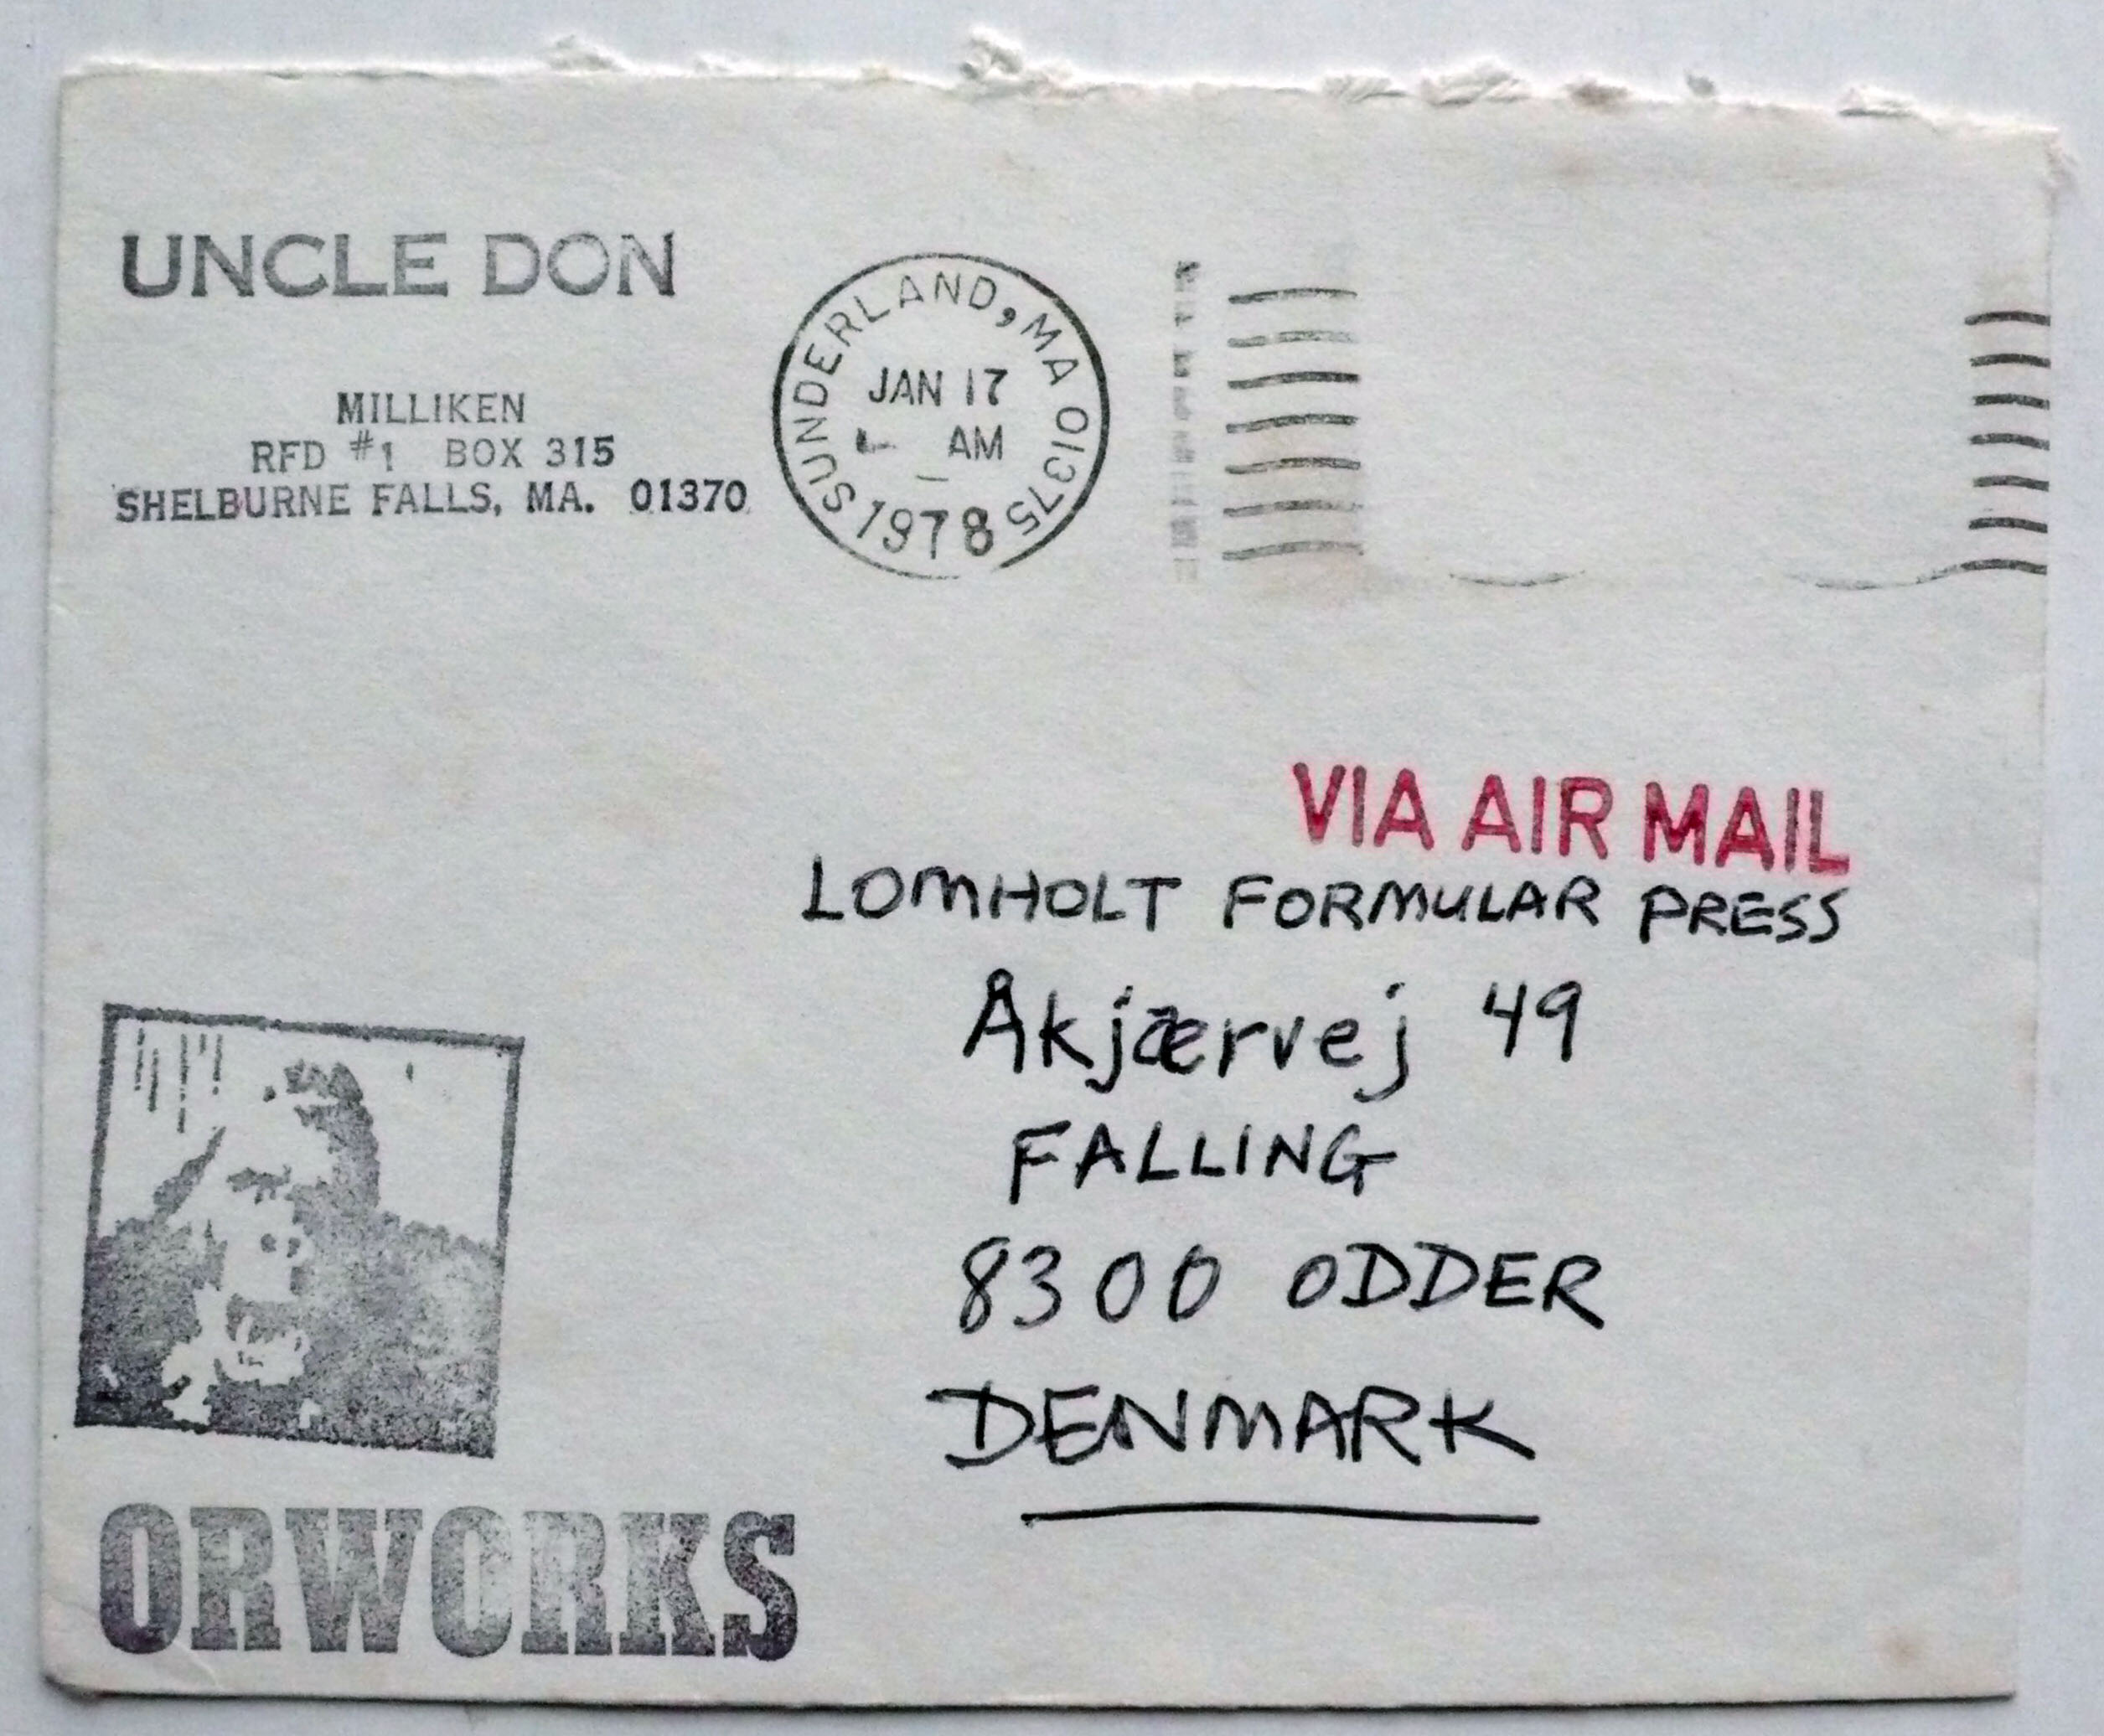 UNCLE DON
MILLIKEN
RFD #1 BOX 315
SHELBURNE FALLS, MA. 01370
SUNDERLAND, MA 01375
JAN 17
AM
1978
VIA AIR MAIL
LOMHOLT FORMULAR PRESS
Åkjærvej 49
FALLING
8300 ODDER
DENMARK
ORWORKS